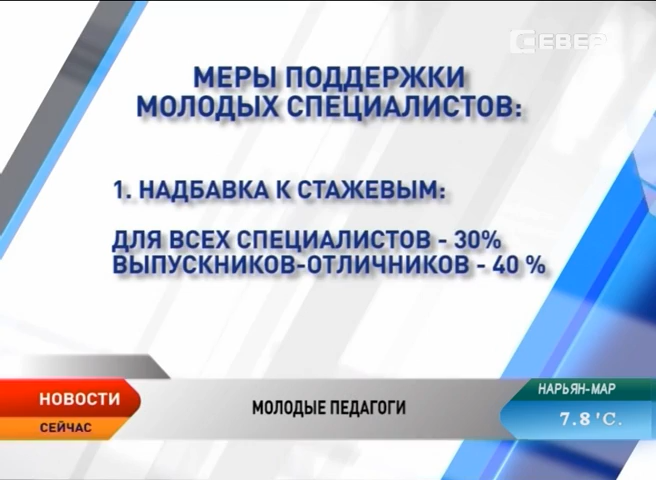 СЕВЕР
МЕРЫ ПОДДЕРЖКИ
МОЛОДЫХ СПЕЦИАЛИСТОВ:
1. НАДБАВКА К СТАЖЕВЫМ:
ДЛЯ ВСЕХ СПЕЦИАЛИСТОВ - 30%
ВЫПУСКНИКОВ-ОТЛИЧНИКОВ - 40 %
НОВОСТИ
СЕЙЧАС
МОЛОДЫЕ ПЕДАГОГИ
НАРЬЯН-МАР
7.8'C.